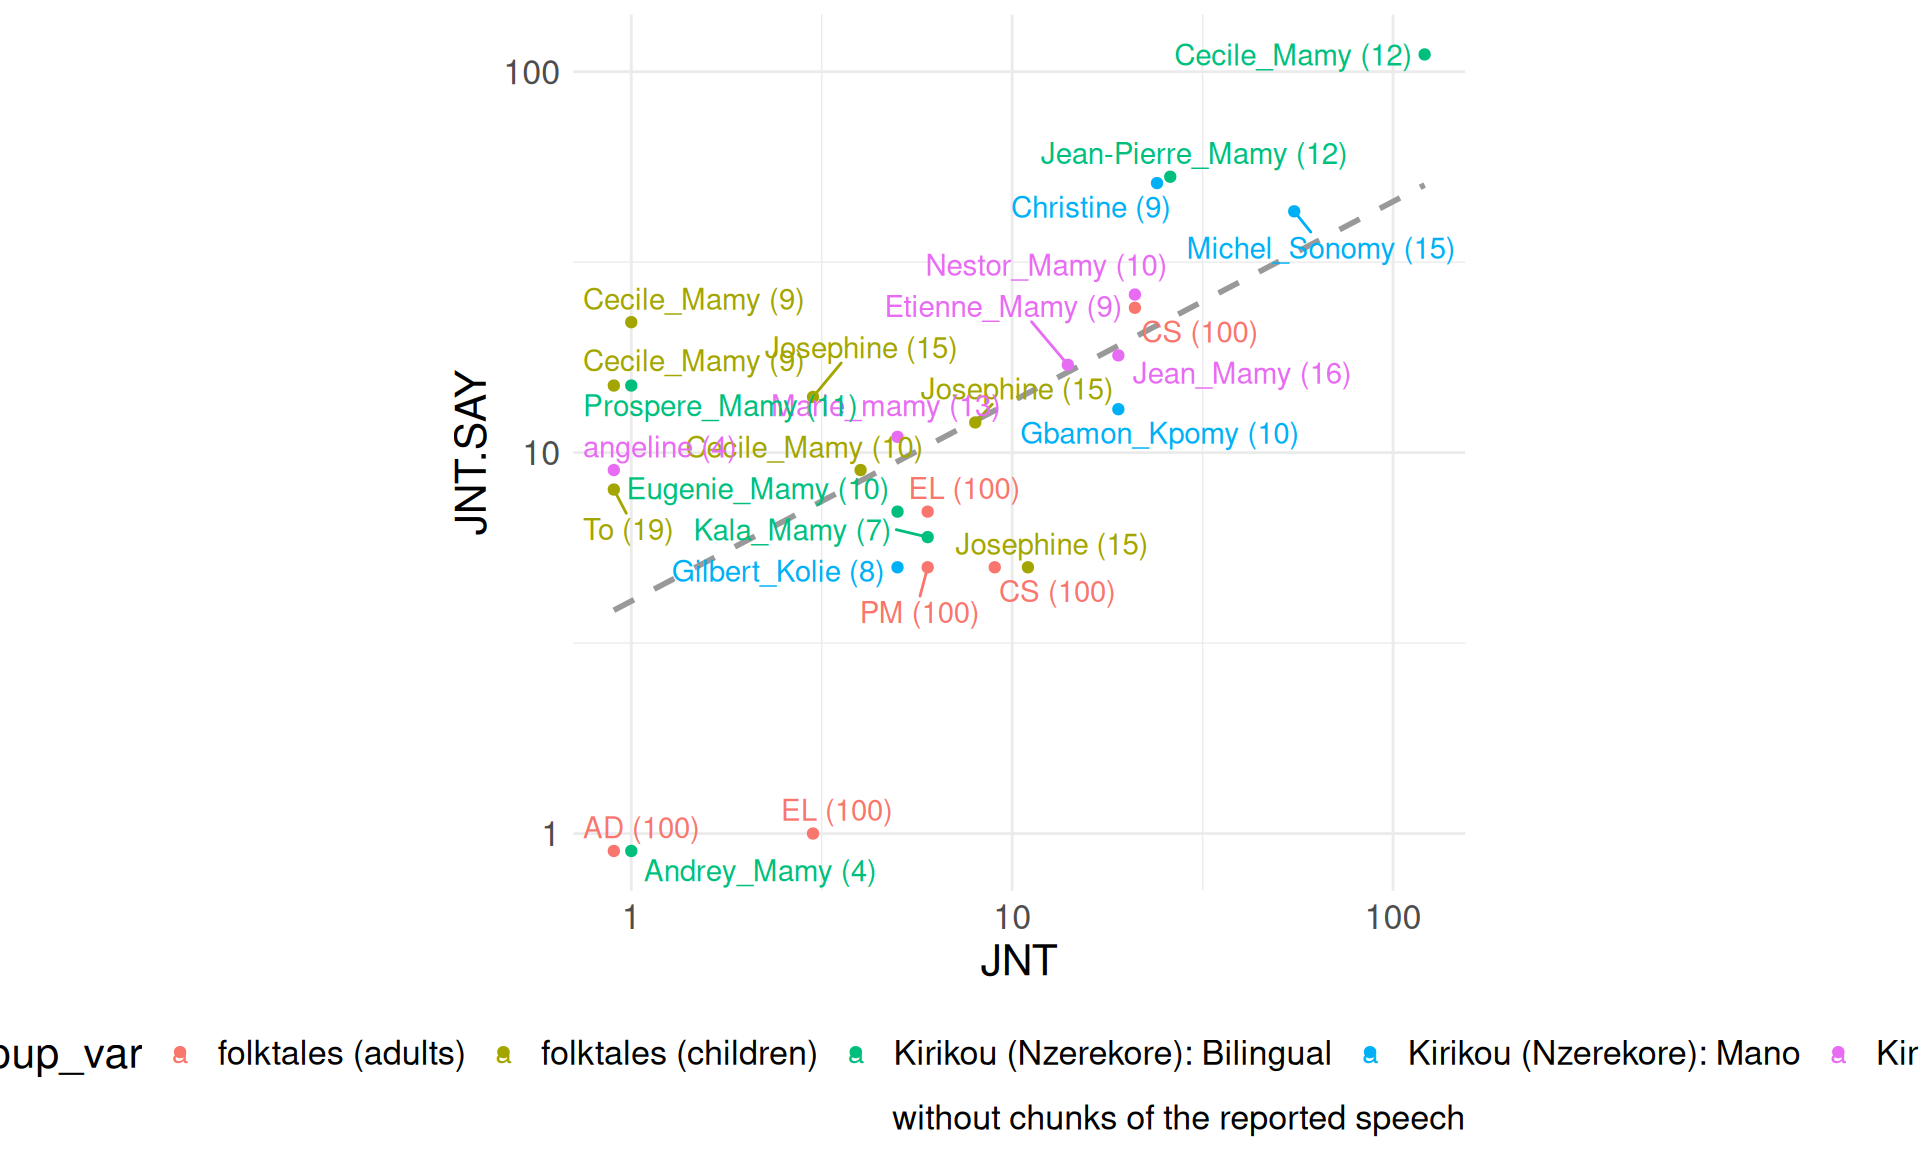 Cecile_Mamy (12)
100
Jean-Pierre_Mamy (12)
Christine (9)
Michel_Sonomy (15)
Nestor_Mamy (10)
Cecile_Mamy (9)
Etienne_Mamy (9)
CS (100)
Josephine (15)
Cecile_Mamy (9)
Jean_Mamy (16)
Josephine (15)
Prospere_Mamy (11)
Marie_mamy (13)
Gbamon_Kpomy (10)
angeline (4)
Cecile_Mamy (10)
10
Eugenie_Mamy (10)
EL (100)
To (19)
Kala_Mamy (7)
Josephine (15)
Gilbert_Kolie (8)
CS (100)
PM (100)
JNT.SAY
EL (100)
AD (100)
1
Andrey_Mamy (4)
1 10 100
JNT
oup_var a folktales (adults) a folktales (children) a Kirikou (Nzerekore): Bilingual a Kirikou (Nzerekore): Mano a Kir
without chunks of the reported speech